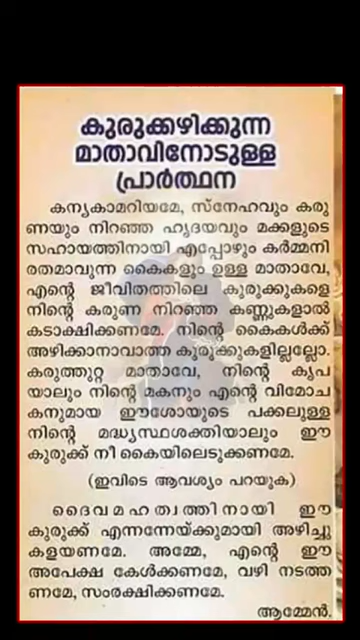 കുരുക്കഴിക്കുന്ന
മാതാവിനോടുള്ള
പ്രാർത്ഥന
കന്യകാമറിയമേ, സ്നേഹവും കരു
ണയും നിറഞ്ഞ ഹൃദയവും മക്കളുടെ
സഹായത്തിനായി എപ്പോഴും കർമ്മനി
രതമാവുന്ന കൈകളും ഉള്ള മാതാവേ,
എന്റെ ജീവിതത്തിലെ കുരുക്കുകളെ
നിന്റെ കരുണ നിറഞ്ഞ കണ്ണുകളാൽ
കടാക്ഷിക്കണമേ. നിന്റെ കൈകൾക്ക്
അഴിക്കാനാവാത്ത കുരുക്കുകളില്ലല്ലോ.
കരുത്തുറ്റ മാതാവേ, നിന്റെ കൃപ
യാലും നിന്റെ മകനും എന്റെ വിമോച
കനുമായ ഈശോയുടെ പക്കലുള്ള
നിന്റെ മദ്ധ്യസ്ഥശക്തിയാലും ഈ
കുരുക്ക് നീ കൈയിലെടുക്കണമേ.
(ഇവിടെ ആവശ്യം പറയുക)
ദൈവമഹത്വത്തിനായി ഈ
കുരുക്ക് എന്നന്നേയ്ക്കുമായി അഴിച്ചു
കളയണമേ. അമ്മേ, എന്റെ ഈ
അപേക്ഷ കേൾക്കണമേ, വഴി നടത്ത
ണമേ, സംരക്ഷിക്കണമേ.
ആമ്മേൻ.